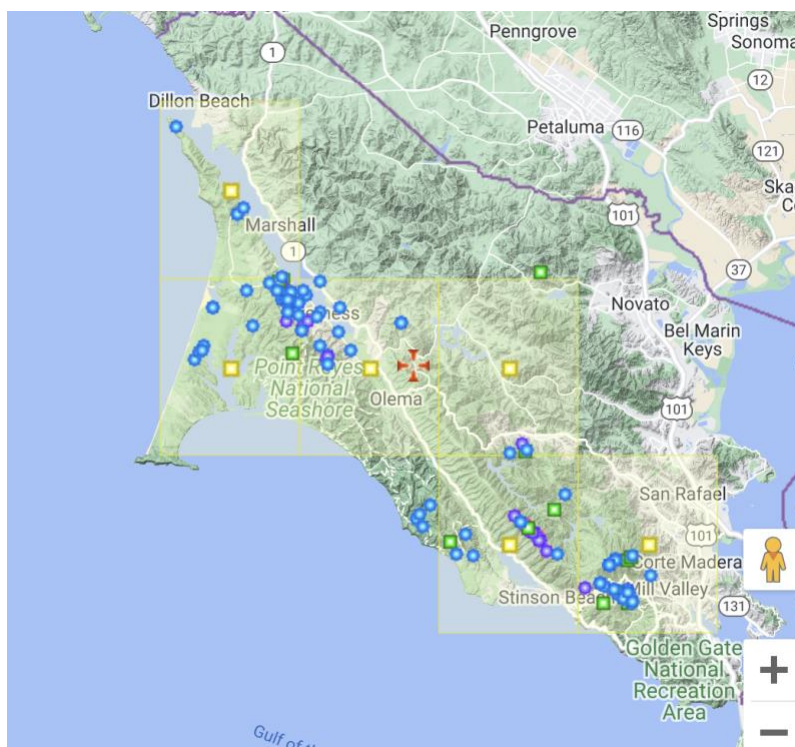 Springs
Sonoma
Penngrove
1
12
Dillon Beach
Petaluma
116
121
Marshall
101
1
37
Novato
Bel Marin
Keys
Point Reyes
National
Seashore
Olema
101
San Rafael
101
Corte Madera
Stinson Beach
Mill Valley
131
Golden Gate
National
Recreation
Area
Gulf of